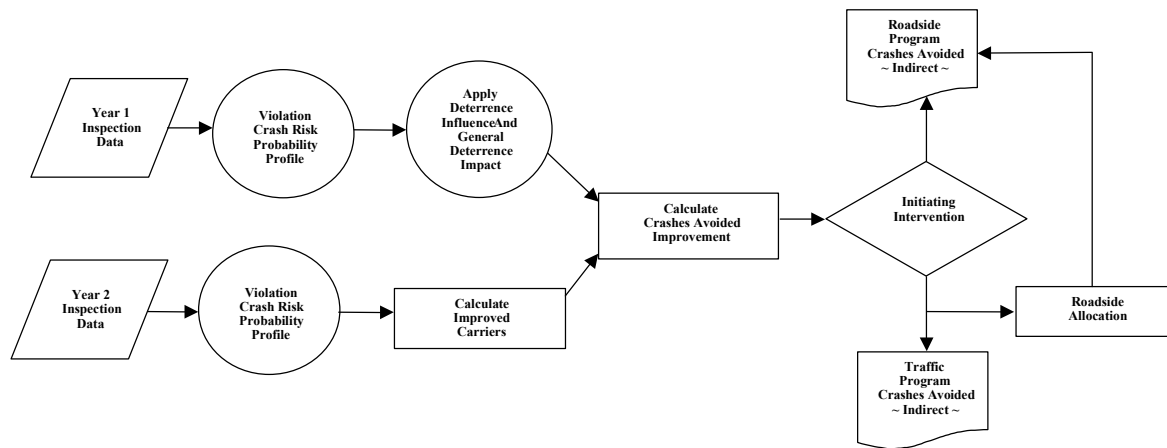 Year 1
Inspection
Data
Violation
Crash Risk
Probability
Profile
Apply
Deterrence
InfluenceAnd
General
Deterrence
Impact
Year 2
Inspection
Data
Violation
Crash Risk
Probability
Profile
Calculate
Improved
Carriers
Calculate
Crashes Avoided
Improvement
Initiating
Intervention
Roadside
Program
Crashes Avoided
~ Indirect ~
Roadside
Allocation
Traffic
Program
Crashes Avoided
~ Indirect ~